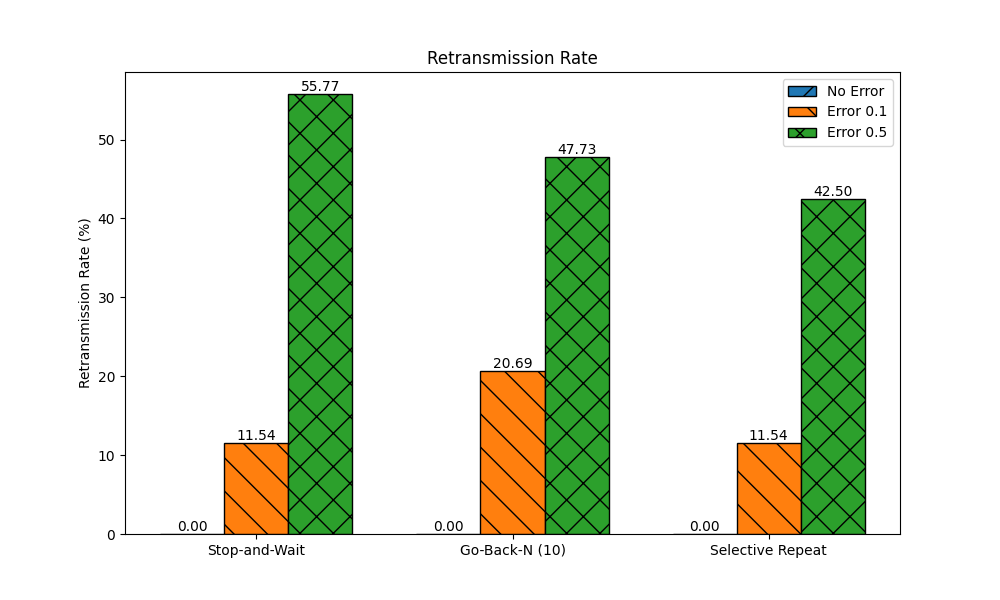 Retransmission Rate
No Error
Error 0.1
Error 0.5
Retransmission Rate (%)
50
40
30
20
10
0
0.00
11.54
55.77
0.00
20.69
47.73
0.00
11.54
42.50
Stop-and-Wait
Go-Back-N (10)
Selective Repeat